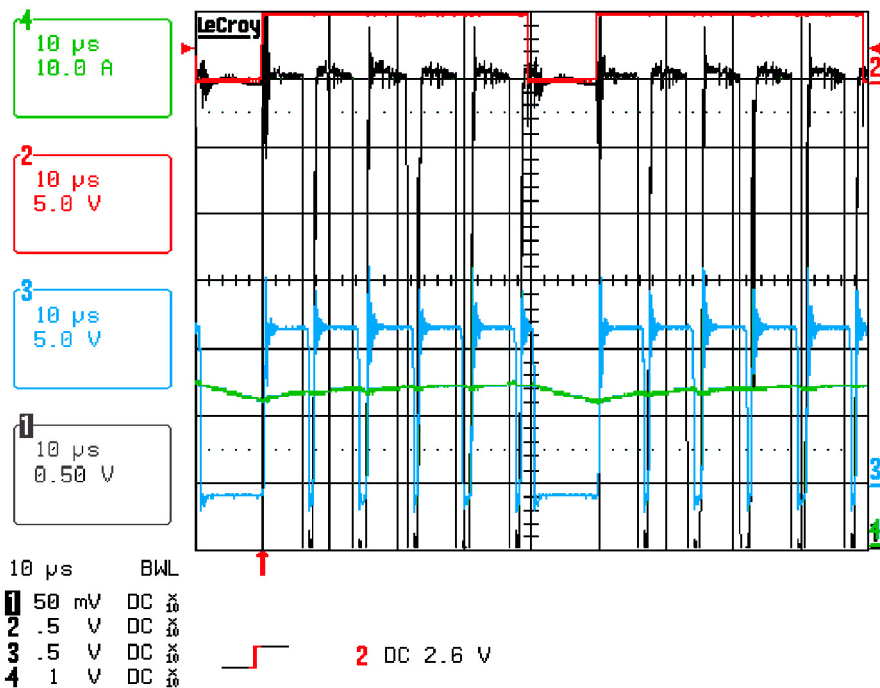 LeCroy
4
10 µs
10.0 A
2
10 µs
5.0 V
3
10 µs
5.0 V
1
10 µs
0.50 V
2
3
4
10 µs BWL
1 50 mV DC X10
2 .5 V DC X10
3 .5 V DC X10
4 1 V DC X10
2 DC 2.6 V